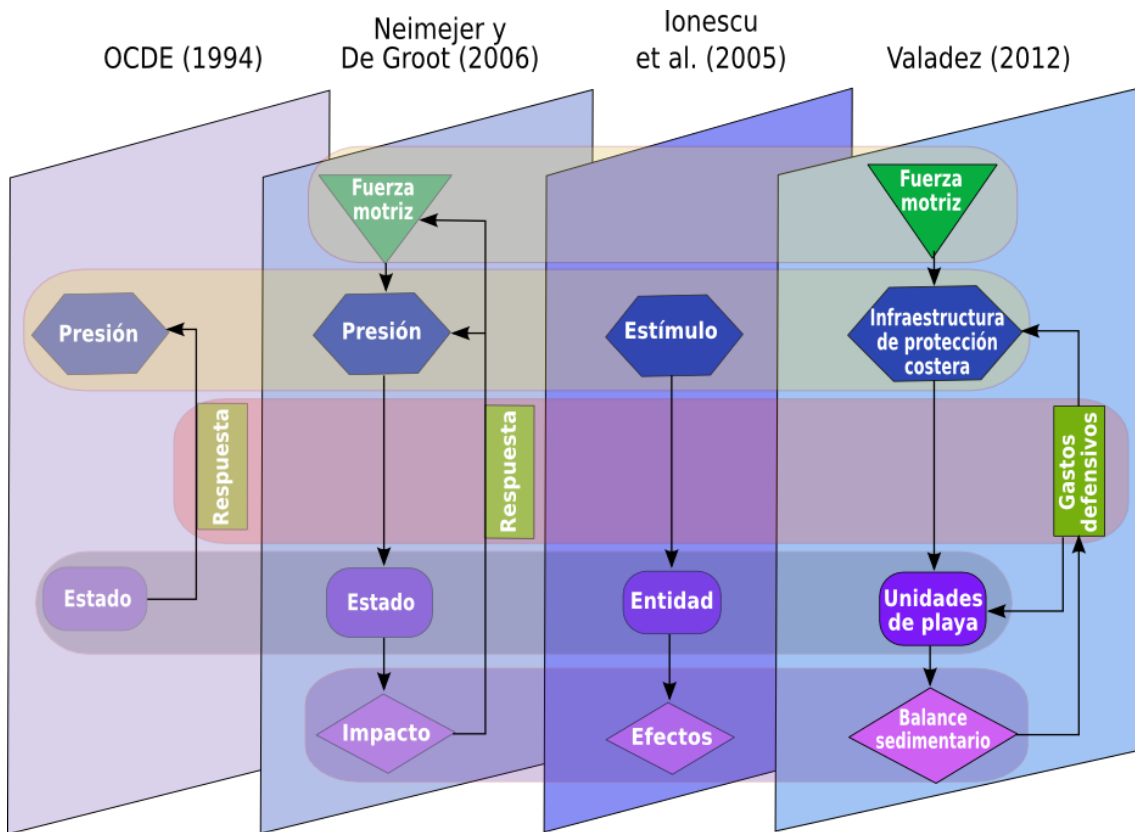 OCDE (1994)
Neimejer y
De Groot (2006)
Ionescu
et al. (2005)
Valadez (2012)
Fuerza
motriz
Fuerza
motriz
Presión
Presión
Estímulo
Infraestructura
de protección
costera
Respuesta
Respuesta
Gastos
defensivos
Estado
Estado
Entidad
Unidades
de playa
Impacto
Efectos
Balance
sedimentario